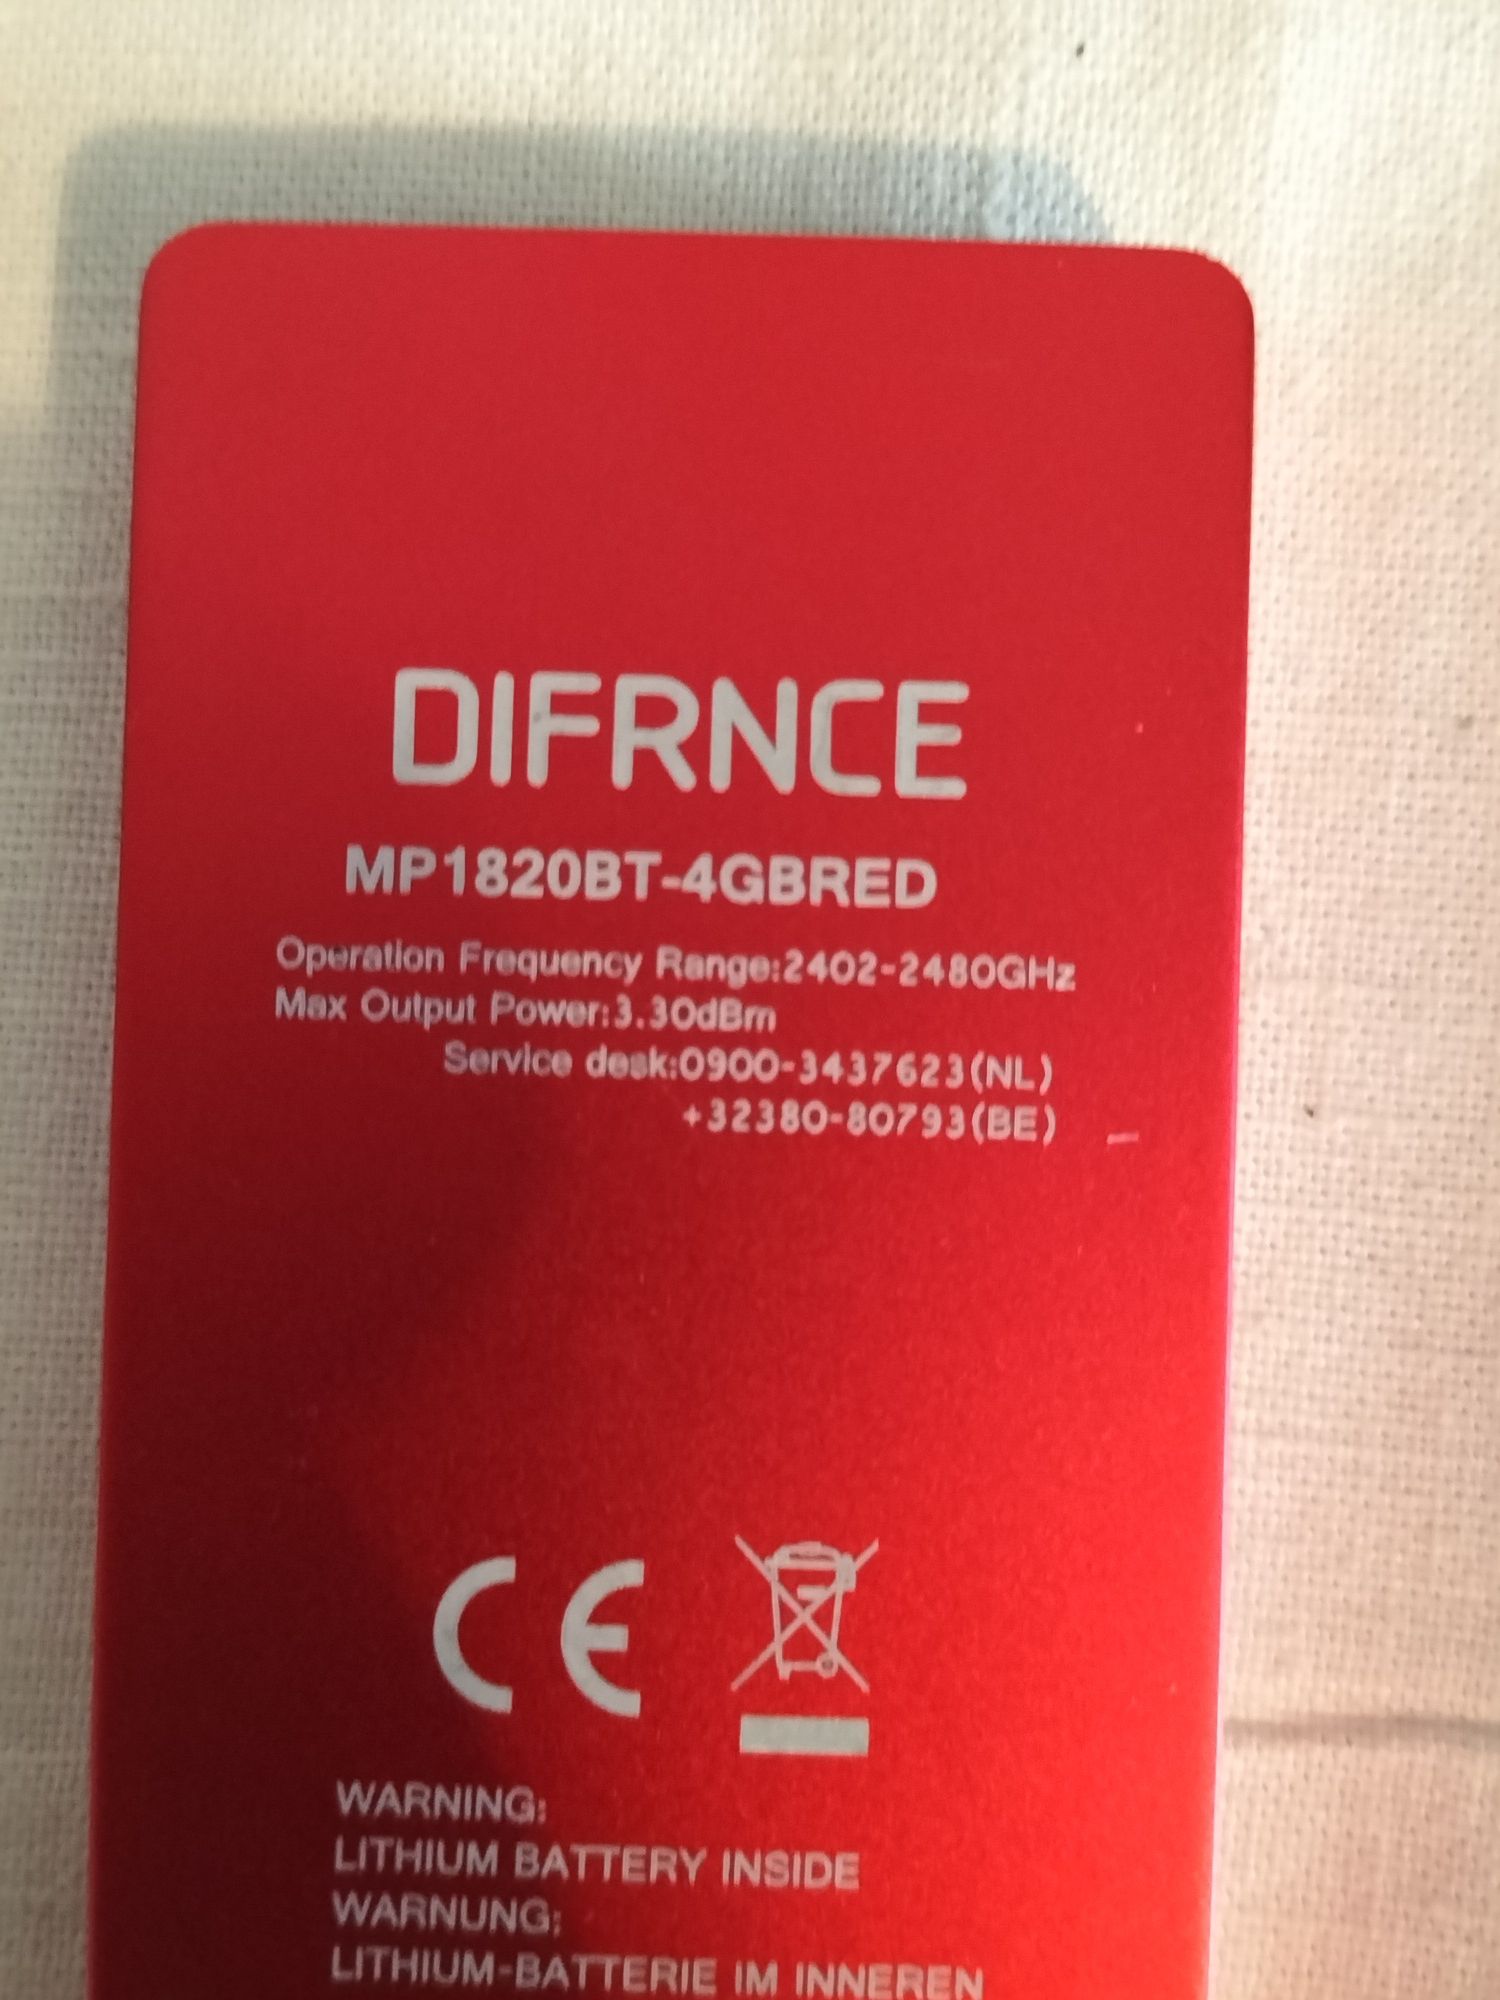 DIFRNCE
MP1820BT-4GBRED
Operation Frequency Range:2402-2480GHz
Max Output Power:3.30dBm
Service desk:0900-3437623(NL)
+32380-80793(BE)
CE
WARNING:
LITHIUM BATTERY INSIDE
WARNUNG:
LITHIUM-BATTERIE IM INNEREN